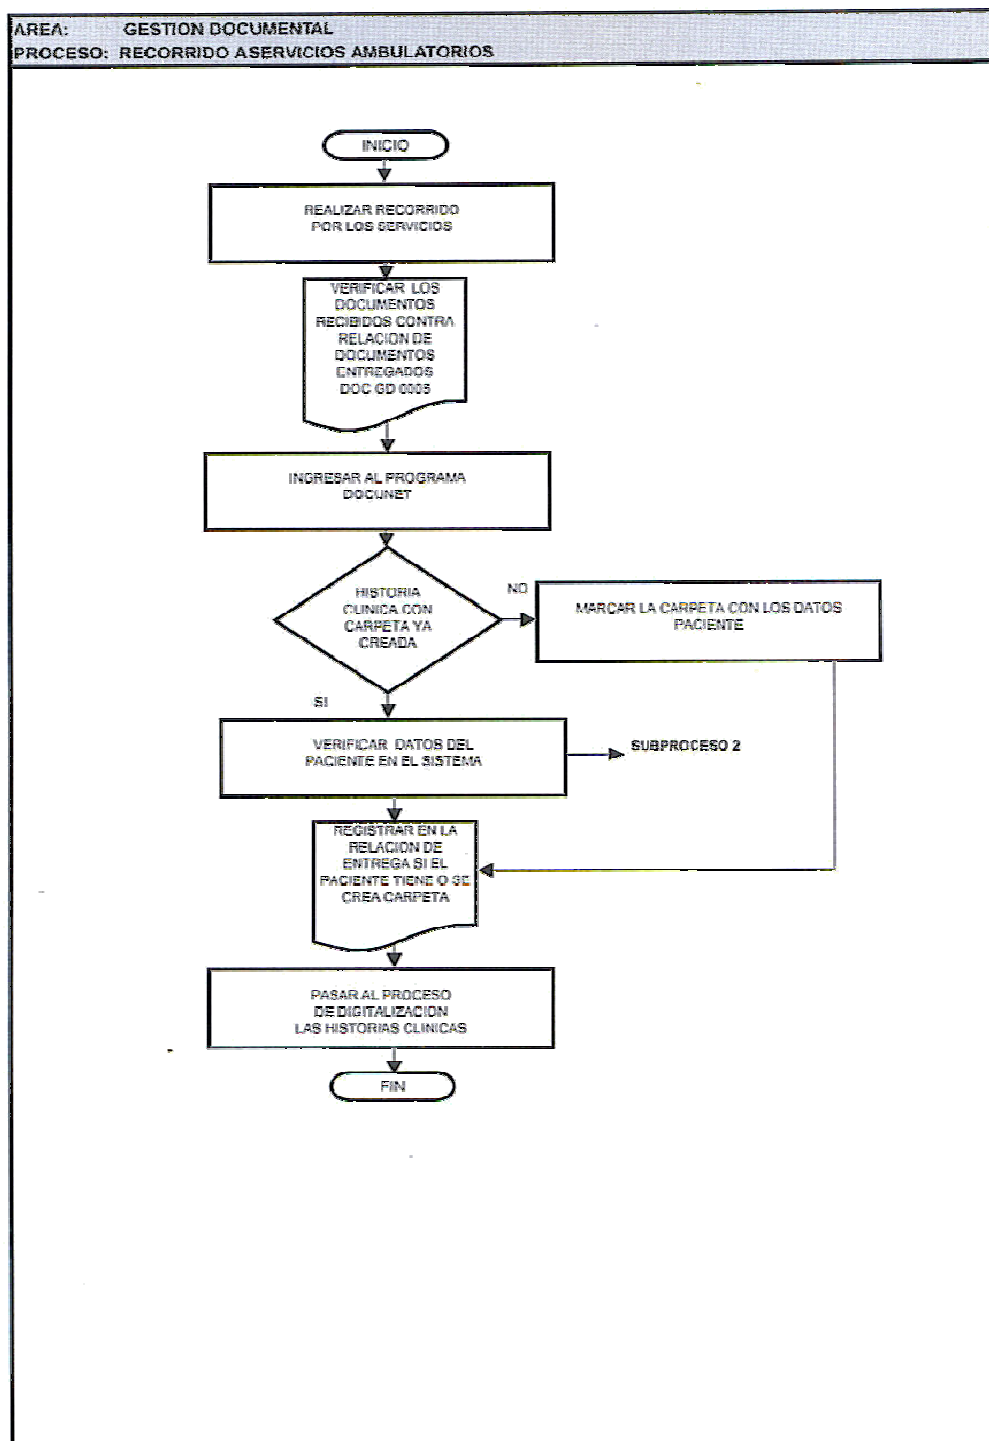 AREA: GESTION DOCUMENTAL
PROCESO: RECORRIDO ASERVICIOS AMBULATORIOS
INICIO
REALIZAR RECORRIDO
POR LOS SERVICIOS
VERIFICAR LOS
DOCUMENTOS
RECIBIDOS CONTRA
RELACION DE
DOCUMENTOS
ENTREGADOS
DOC GD 0005
INGRESAR AL PROGRAMA
DOCUNET
HISTORIA
CLINICA CON
CARPETA YA
CREADA
NO
MARCAR LA CARPETA CON LOS DATOS
PACIENTE
SI
VERIFICAR DATOS DEL
PACIENTE EN EL SISTEMA
SUBPROCESO 2
REGISTRAR EN LA
RELACION DE
ENTREGA SI EL
PACIENTE TIENE O SE
CREA CARPETA
PASAR AL PROCESO
DE DIGITALIZACION
LAS HISTORIAS CLINICAS
FIN